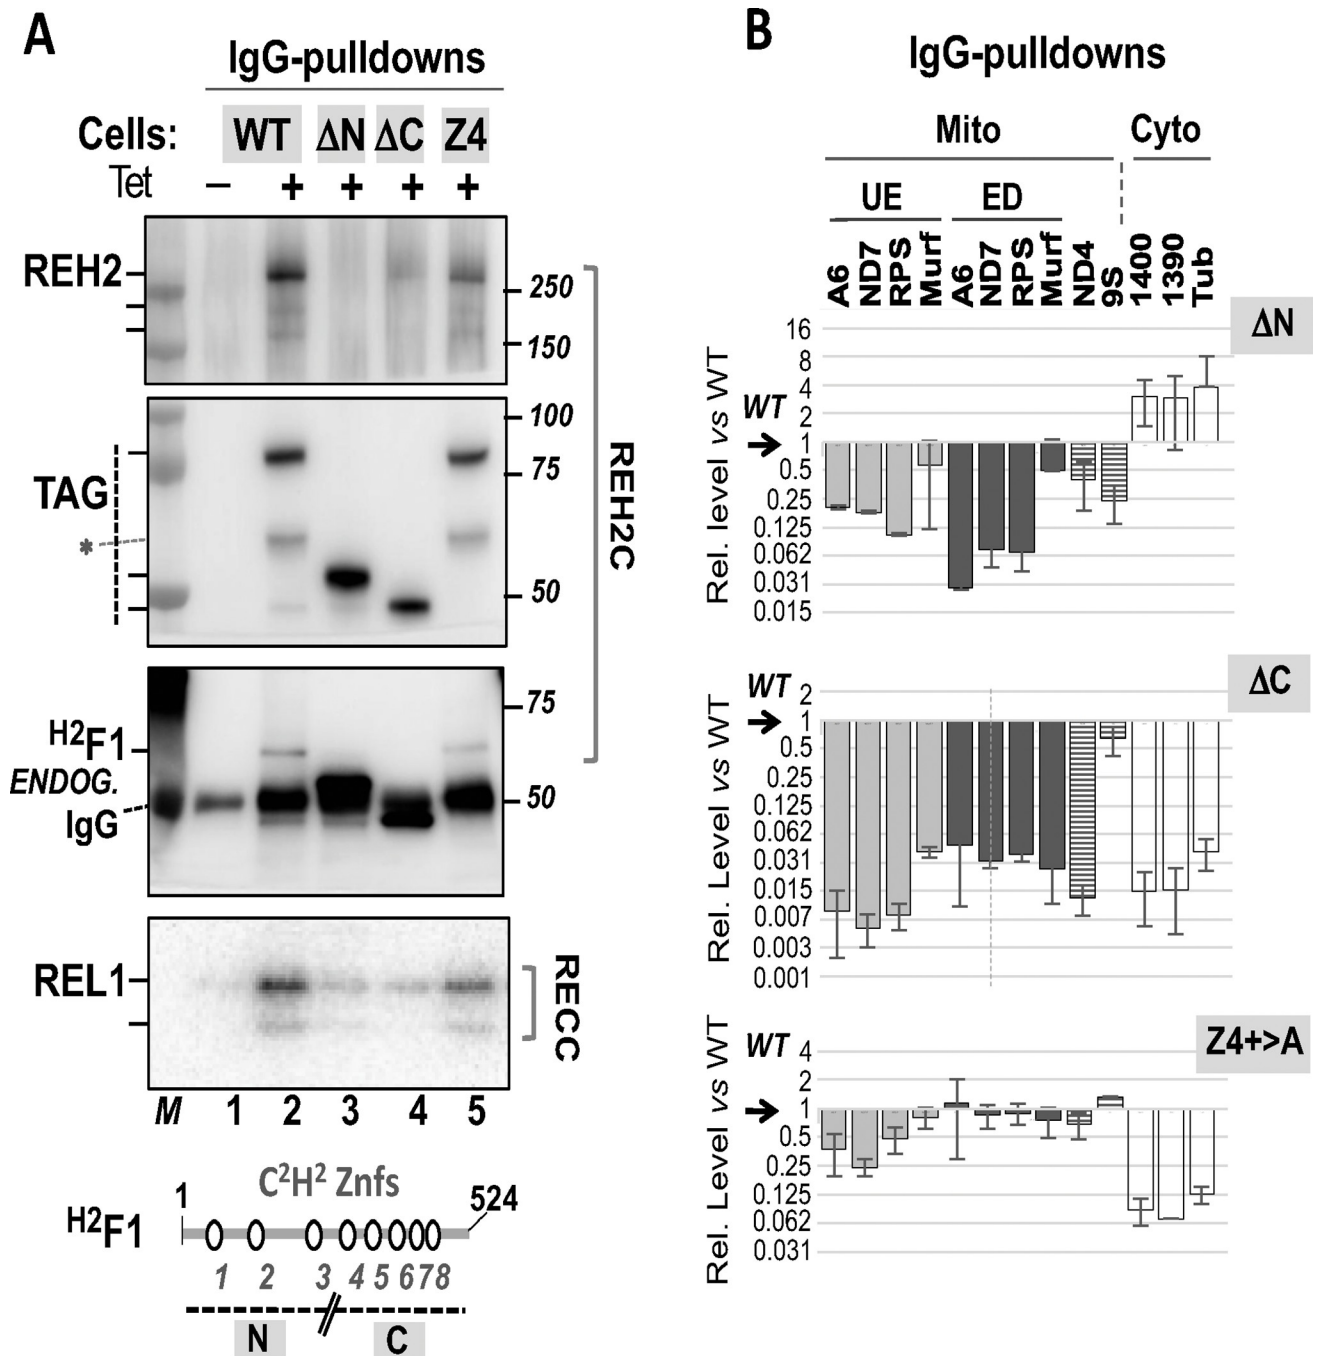 A
IgG-pulldowns
Cells: WT ΔN ΔC Z4
Tet – + + + +
REH2
250
150
TAG
*
100
75
50
REH2C
H2F1
ENDOG.
IgG
75
50
REL1
RECC
M 1 2 3 4 5
C2H2 Znfs
1
524
H2F1
1 2 3 4 5 6 7 8
N C
B
IgG-pulldowns
Mito Cyto
UE ED
A6 ND7 RPS Murf A6 ND7 RPS Murf ND4 9S 1400 1390 Tub
ΔN
Rel. level vs WT
WT
16
8
4
2
1
0.5
0.25
0.125
0.062
0.031
0.015
ΔC
Rel. Level vs WT
WT
2
1
0.5
0.25
0.125
0.062
0.031
0.015
0.007
0.003
0.001
Z4+>A
Rel. Level vs WT
WT
4
2
1
0.5
0.25
0.125
0.062
0.031